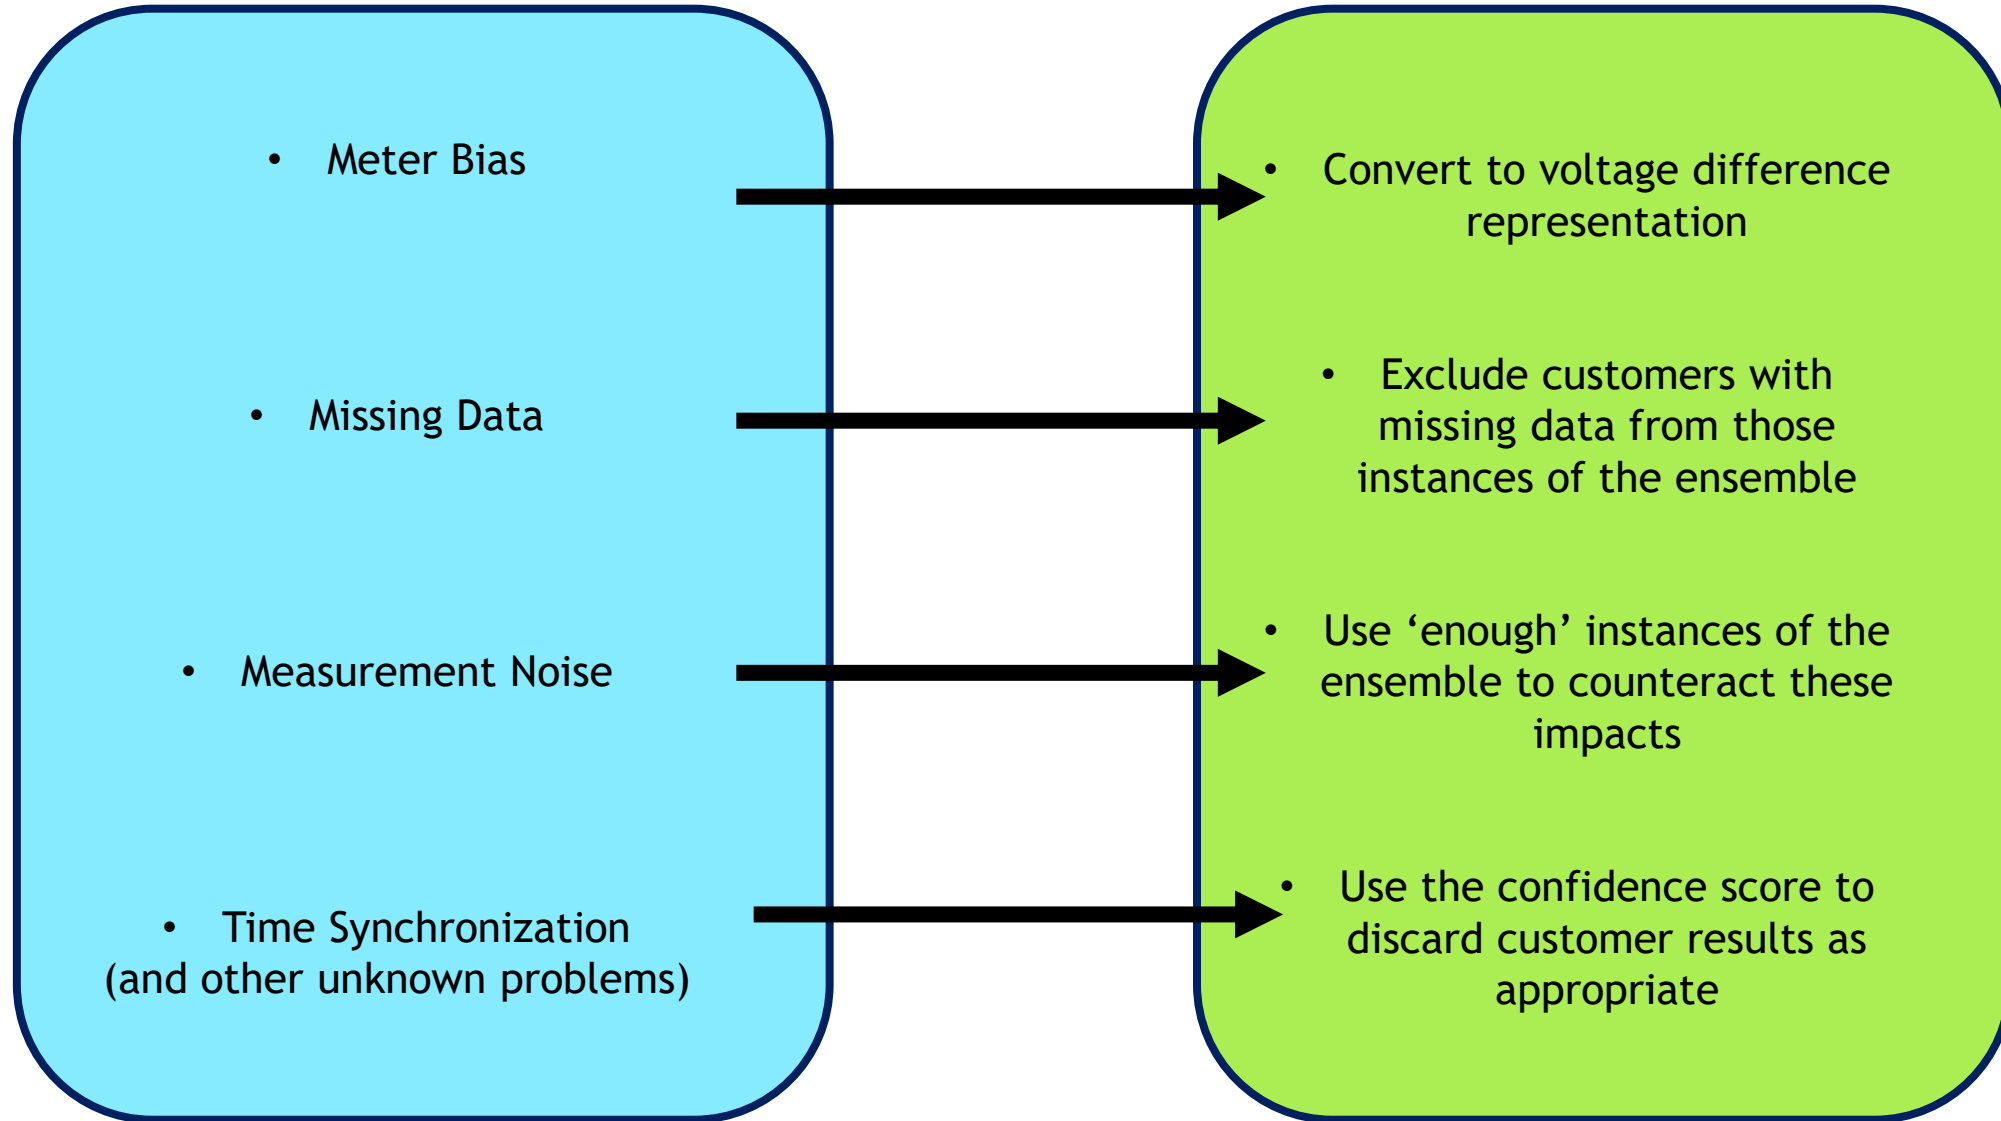 • Meter Bias
• Missing Data
• Measurement Noise
• Time Synchronization
(and other unknown problems)
• Convert to voltage difference
representation
• Exclude customers with
missing data from those
instances of the ensemble
• Use ‘enough’ instances of the
ensemble to counteract these
impacts
• Use the confidence score to
discard customer results as
appropriate